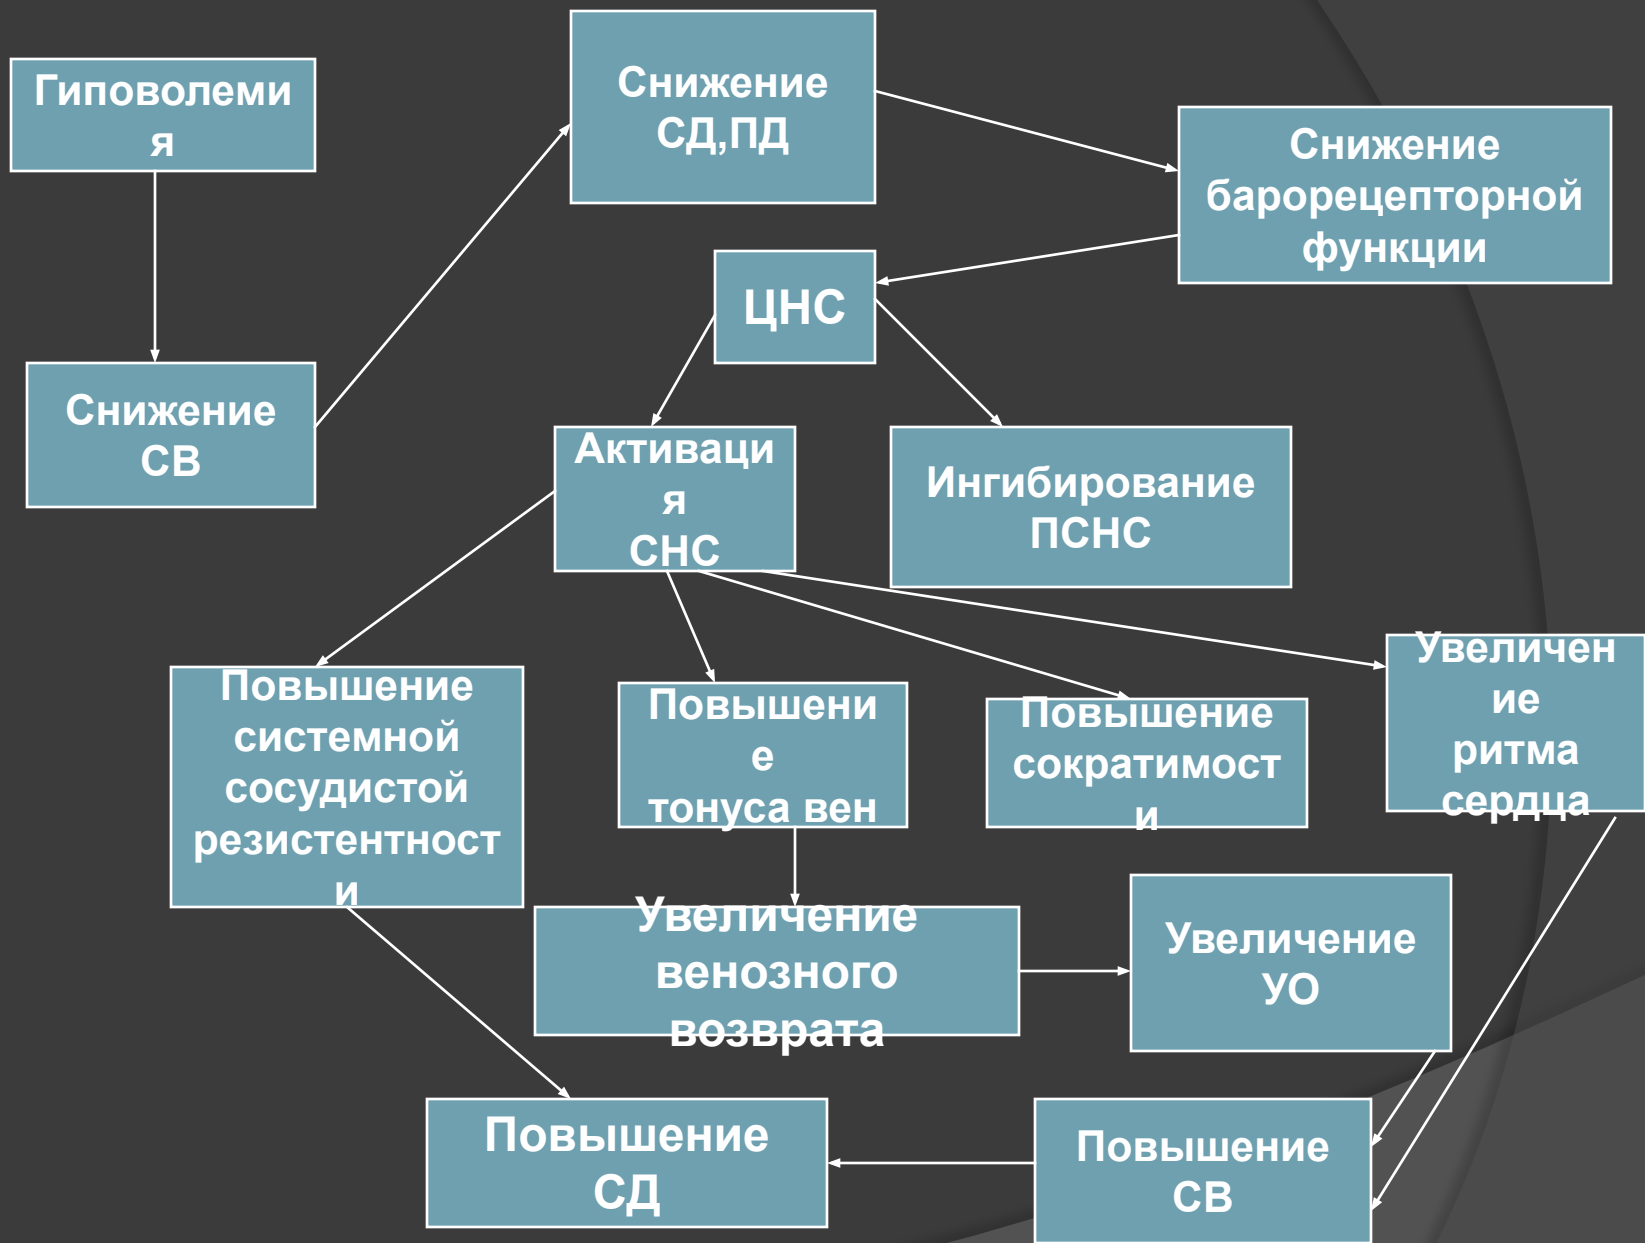 Гиповолеми
я
Снижение
СД,ПД
Снижение
барорецепторной
функции
ЦНС
Снижение
СВ
Активаци
я
СНС
Ингибирование
ПСНС
Повышение
системной
сосудистой
резистентност
и
Повышени
е
тонуса вен
Повышение
сократимост
и
Увеличен
ие
ритма
сердца
Увеличение
венозного
возврата
Увеличение
УО
Повышение
СД
Повышение
СВ